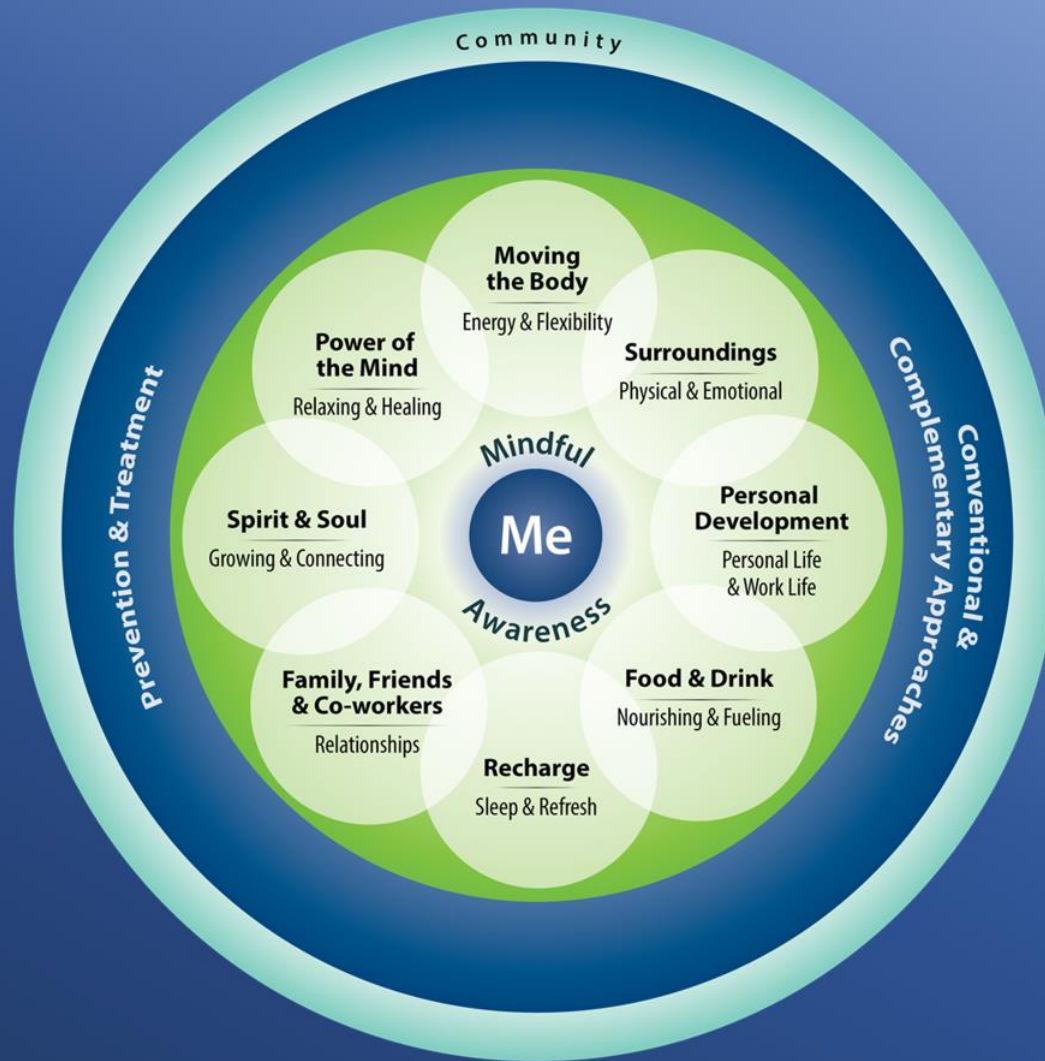 Community
Prevention & Treatment
Conventional &
Complementary Approaches
Moving
the Body
Energy & Flexibility
Surroundings
Physical & Emotional
Personal
Development
Personal Life
& Work Life
Food & Drink
Nourishing & Fueling
Recharge
Sleep & Refresh
Family, Friends
& Co-workers
Relationships
Spirit & Soul
Growing & Connecting
Power of
the Mind
Relaxing & Healing
Mindful
Me
Awareness